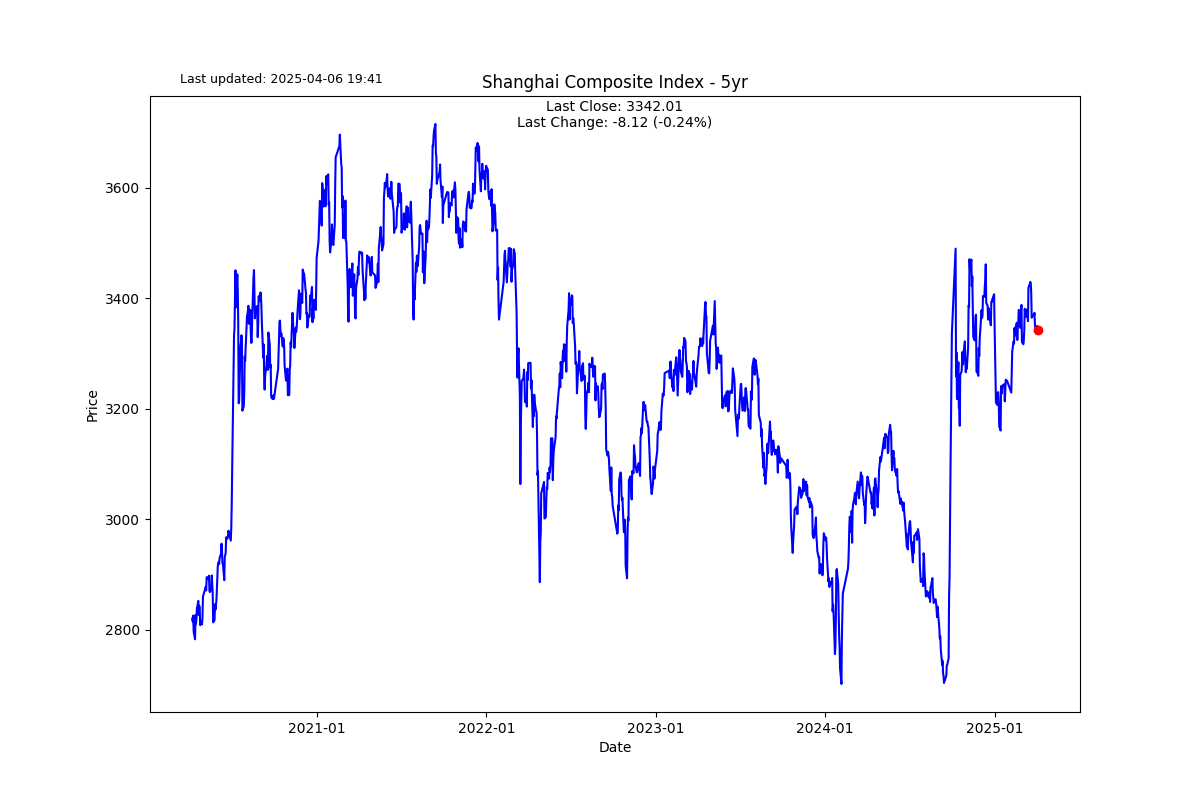 Last updated: 2025-04-06 19:41
Shanghai Composite Index - 5yr
Last Close: 3342.01
Last Change: -8.12 (-0.24%)
3600
3400
3200
3000
2800
Price
2021-01
2022-01
2023-01
2024-01
2025-01
Date